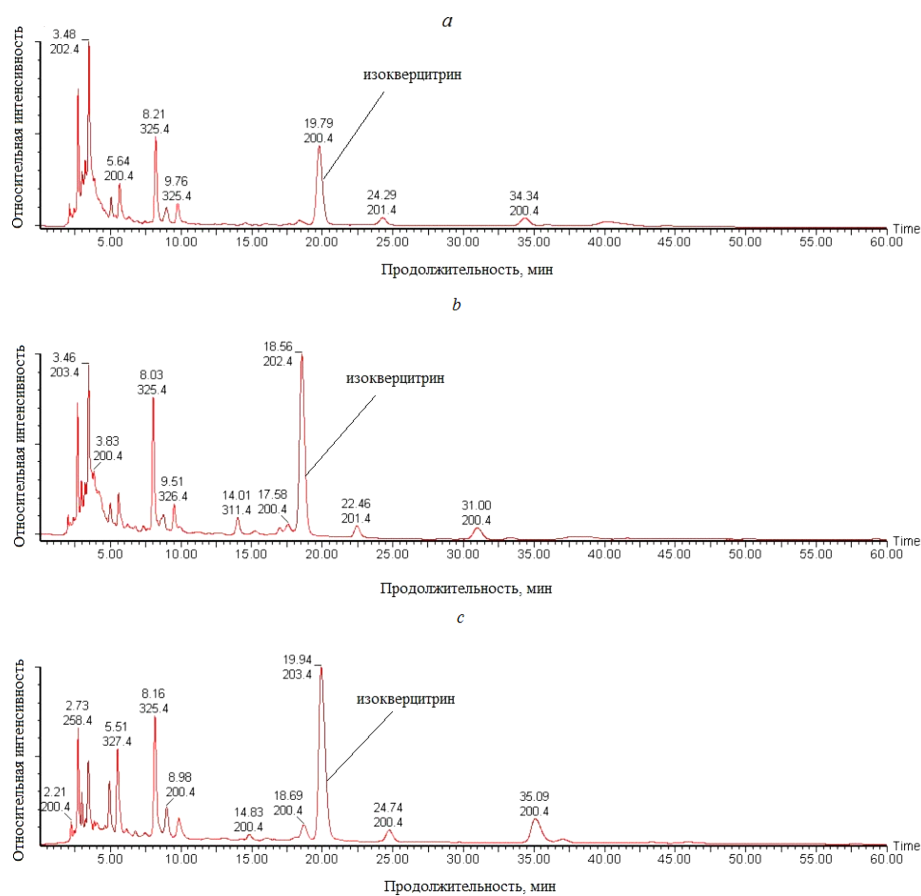 a
Относительная интенсивность
3.48
202.4
5.64
200.4
8.21
325.4
9.76
325.4
изокверцитрин
19.79
200.4
24.29
201.4
34.34
200.4
5.00 10.00 15.00 20.00 25.00 30.00 35.00 40.00 45.00 50.00 55.00 60.00
Time
Продолжительность, мин
b
Относительная интенсивность
3.46
203.4
3.83
200.4
8.03
325.4
9.51
326.4
14.01
311.4
17.58
200.4
18.56
202.4
изокверцитрин
22.46
201.4
31.00
200.4
5.00 10.00 15.00 20.00 25.00 30.00 35.00 40.00 45.00 50.00 55.00 60.00
Time
Продолжительность, мин
c
Относительная интенсивность
2.21
200.4
2.73
258.4
5.51
327.4
8.16
325.4
8.98
200.4
14.83
200.4
18.69
200.4
19.94
203.4
изокверцитрин
24.74
200.4
35.09
200.4
5.00 10.00 15.00 20.00 25.00 30.00 35.00 40.00 45.00 50.00 55.00 60.00
Time
Продолжительность, мин